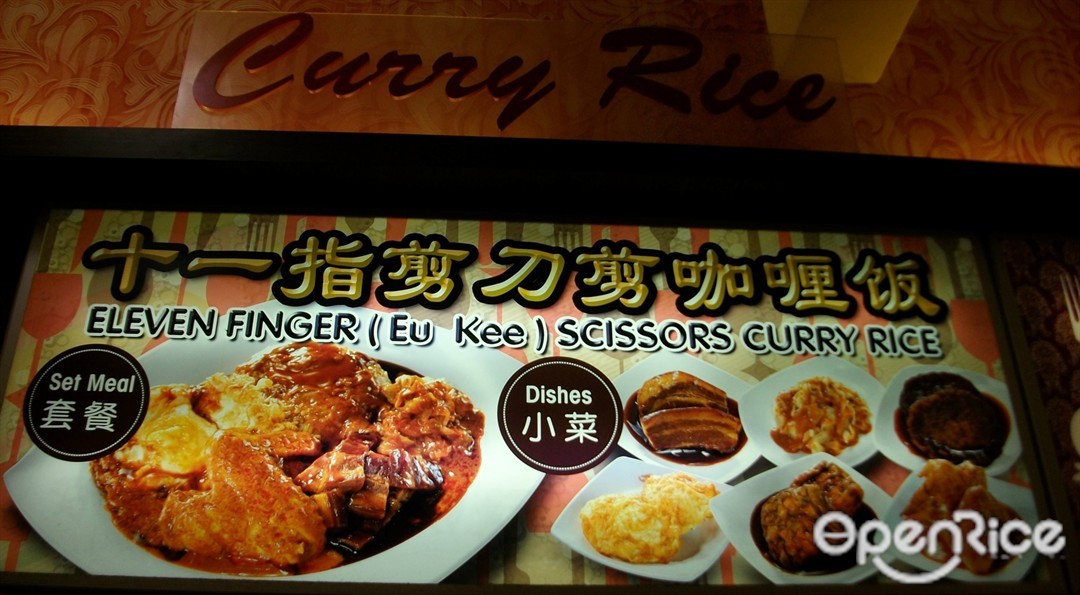 Curry Rice
十一指剪刀剪咖喱饭
ELEVEN FINGER ( Eu Kee ) SCISSORS CURRY RICE
Set Meal
套餐
Dishes
小菜
OPENRICE